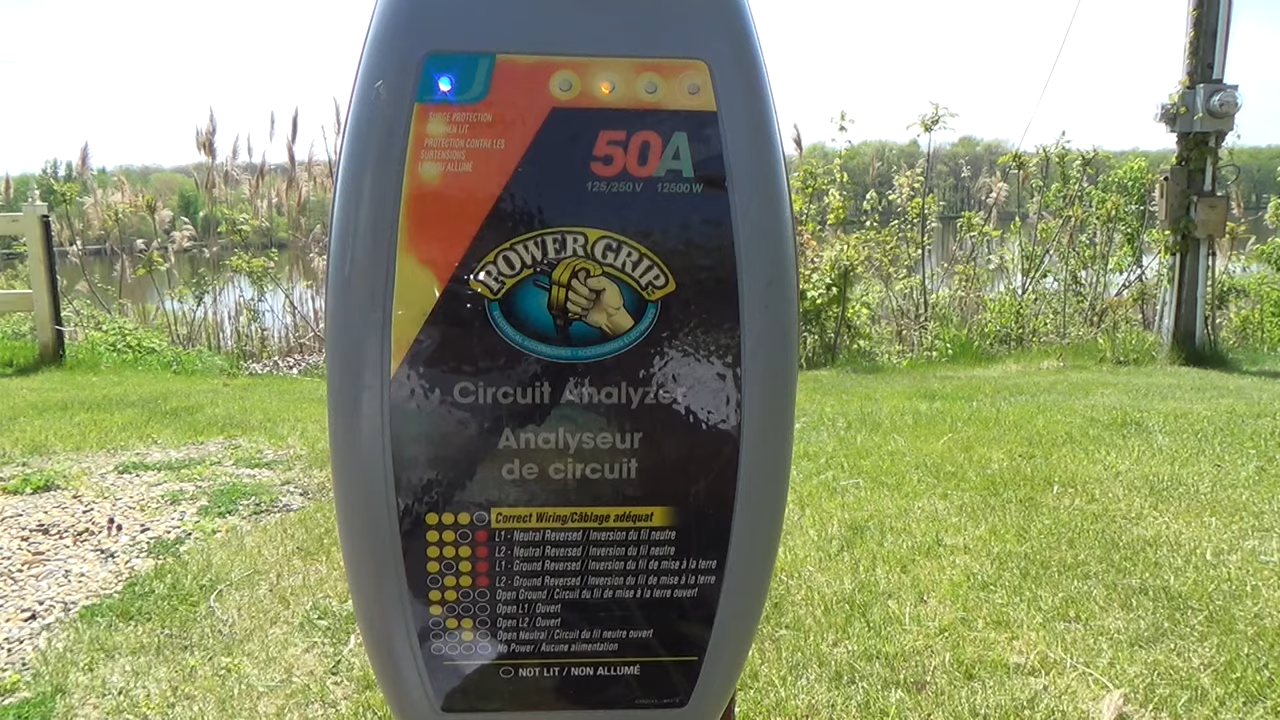 SURGE PROTECTION
WHEN LIT
PROTECTION CONTRE LES
SURTENSIONS
ALLUMÉ
50A
125/250 V 12500 W
POWER GRIP
ELECTRICAL ACCESSORIES • ACCESSOIRES ÉLECTRIQUES
Circuit Analyzer
Analyseur
de circuit
Correct Wiring/Câblage adéquat
L1 - Neutral Reversed / Inversion du fil neutre
L2 - Neutral Reversed / Inversion du fil neutre
L1 - Ground Reversed / Inversion du fil de mise à la terre
L2 - Ground Reversed / Inversion du fil de mise à la terre
Open Ground / Circuit du fil de mise à la terre ouvert
Open L1 / Ouvert
Open L2 / Ouvert
Open Neutral / Circuit du fil neutre ouvert
No Power / Aucune alimentation
NOT LIT / NON ALLUMÉ